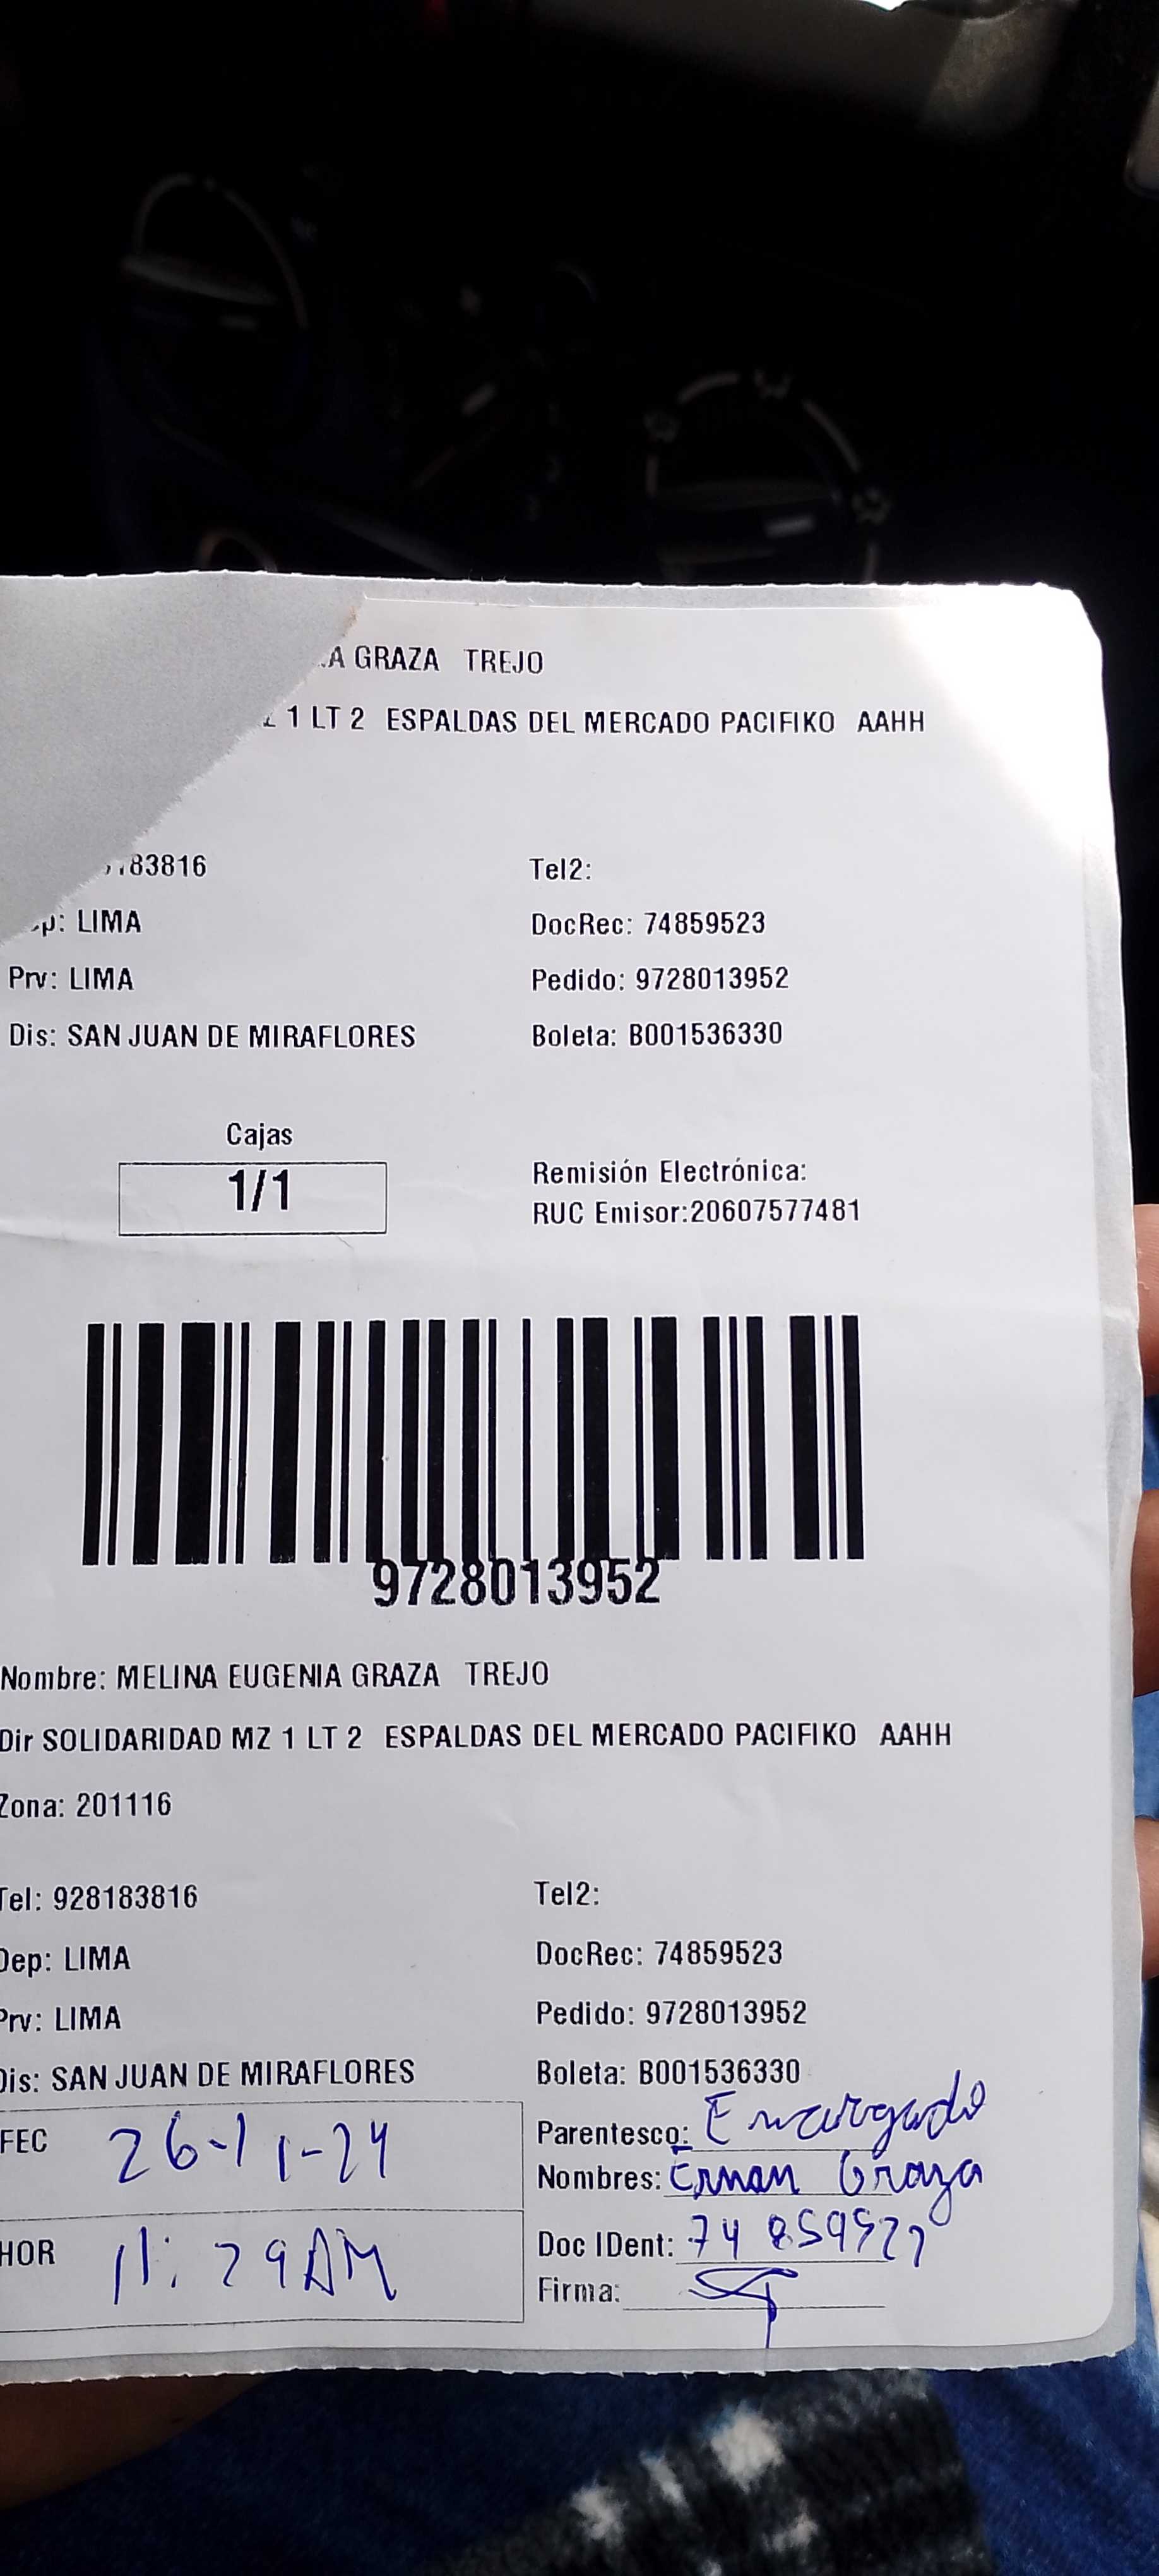 A GRAZA TREJO
1 LT 2 ESPALDAS DEL MERCADO PACIFIKO AAHH
183816 Tel2:
p: LIMA DocRec: 74859523
Prv: LIMA Pedido: 9728013952
Dis: SAN JUAN DE MIRAFLORES Boleta: B001536330
Cajas
1/1
Remisión Electrónica:
RUC Emisor:20607577481
9728013952
Nombre: MELINA EUGENIA GRAZA TREJO
Dir SOLIDARIDAD MZ 1 LT 2 ESPALDAS DEL MERCADO PACIFIKO AAHH
Zona: 201116
Tel: 928183816 Tel2:
Dep: LIMA DocRec: 74859523
Prv: LIMA Pedido: 9728013952
Dis: SAN JUAN DE MIRAFLORES Boleta: B001536330
FEC 26-11-24 Parentesco: Encargado
Nombres: Ernan Graza
HOR 11:29AM Doc IDent:
Firma: